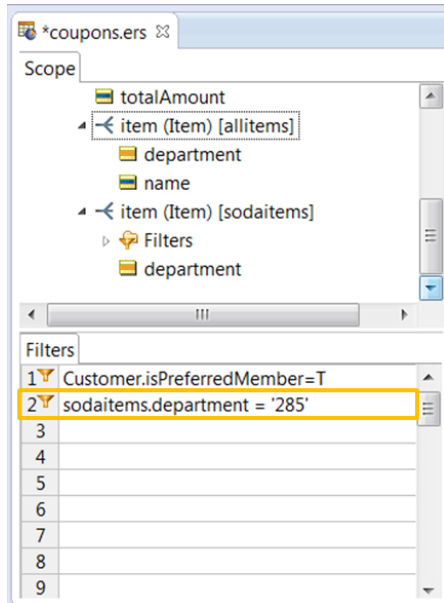 *coupons.ers
Scope
totalAmount
item (Item) [allitems]
department
name
item (Item) [sodaitems]
Filters
department
Filters
1 Customer.isPreferredMember=T
2 sodaitems.department = '285'
3
4
5
6
7
8
9